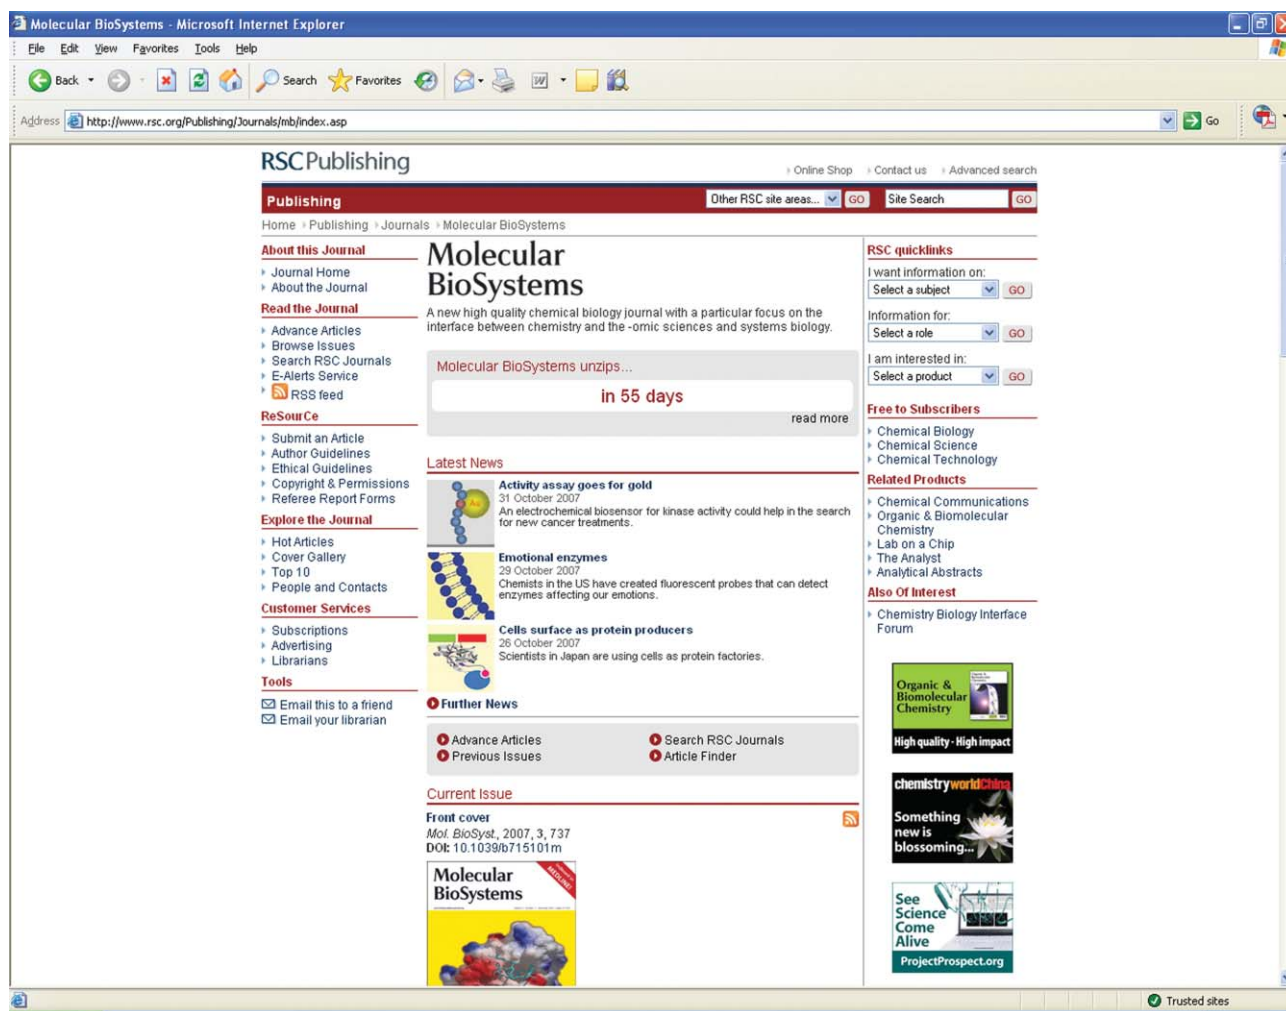 Molecular BioSystems - Microsoft Internet Explorer
File Edit View Favorites Tools Help
Back Search Favorites
Address http://www.rsc.org/Publishing/Journals/mb/index.asp Go
RSCPublishing
Online Shop Contact us Advanced search
Publishing Other RSC site areas... GO Site Search GO
Home Publishing Journals Molecular BioSystems
About this Journal
Journal Home
About the Journal
Read the Journal
Advance Articles
Browse Issues
Search RSC Journals
E-Alerts Service
RSS feed
ReSourCe
Submit an Article
Author Guidelines
Ethical Guidelines
Copyright & Permissions
Referee Report Forms
Explore the Journal
Hot Articles
Cover Gallery
Top 10
People and Contacts
Customer Services
Subscriptions
Advertising
Librarians
Tools
Email this to a friend
Email your librarian
Molecular
BioSystems
A new high quality chemical biology journal with a particular focus on the
interface between chemistry and the -omic sciences and systems biology.
Molecular BioSystems unzips...
in 55 days
read more
Latest News
Activity assay goes for gold
31 October 2007
An electrochemical biosensor for kinase activity could help in the search
for new cancer treatments.
Emotional enzymes
29 October 2007
Chemists in the US have created fluorescent probes that can detect
enzymes affecting our emotions.
Cells surface as protein producers
26 October 2007
Scientists in Japan are using cells as protein factories.
Further News
Advance Articles Search RSC Journals
Previous Issues Article Finder
Current Issue
Front cover
Mol. BioSyst., 2007, 3, 737
DOI: 10.1039/b715101m
Molecular
BioSystems
MEDLINE!
RSC quicklinks
I want information on:
Select a subject GO
Information for:
Select a role GO
I am interested in:
Select a product GO
Free to Subscribers
Chemical Biology
Chemical Science
Chemical Technology
Related Products
Chemical Communications
Organic & Biomolecular
Chemistry
Lab on a Chip
The Analyst
Analytical Abstracts
Also Of Interest
Chemistry Biology Interface
Forum
Organic &
Biomolecular
Chemistry
High quality - High impact
chemistryworldChina
Something
new is
blossoming...
See
Science
Come
Alive
ProjectProspect.org
Trusted sites